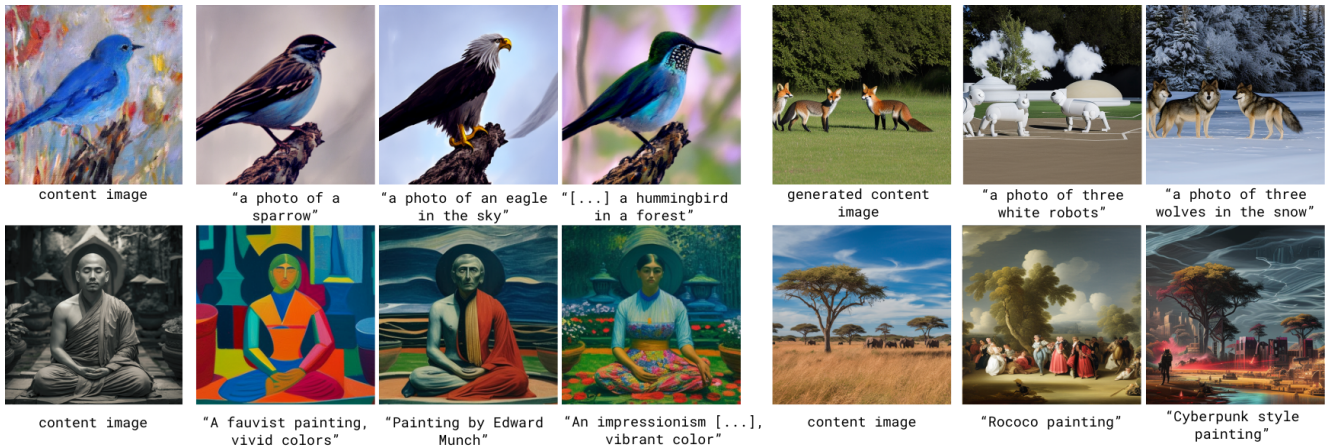 content image
“a photo of a
sparrow”
“a photo of an eagle
in the sky”
“[...] a hummingbird
in a forest”
generated content
image
“a photo of three
white robots”
“a photo of three
wolves in the snow”
content image
“A fauvist painting,
vivid colors”
“Painting by Edward
Munch”
“An impressionism [...],
vibrant color”
content image
“Rococo painting”
“Cyberpunk style
painting”